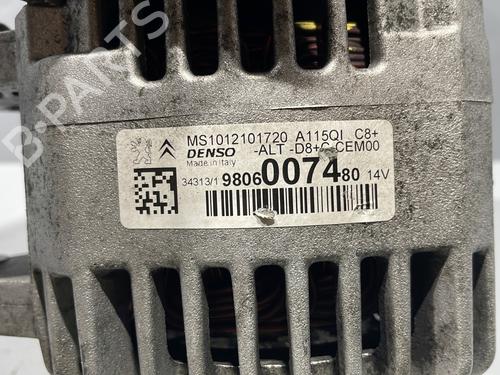 MS1012101720 A115QI C8+
DENSO -ALT -D8+C-CEM00
Made in Italy
34313/1 9806007480 14V
B-PARTS